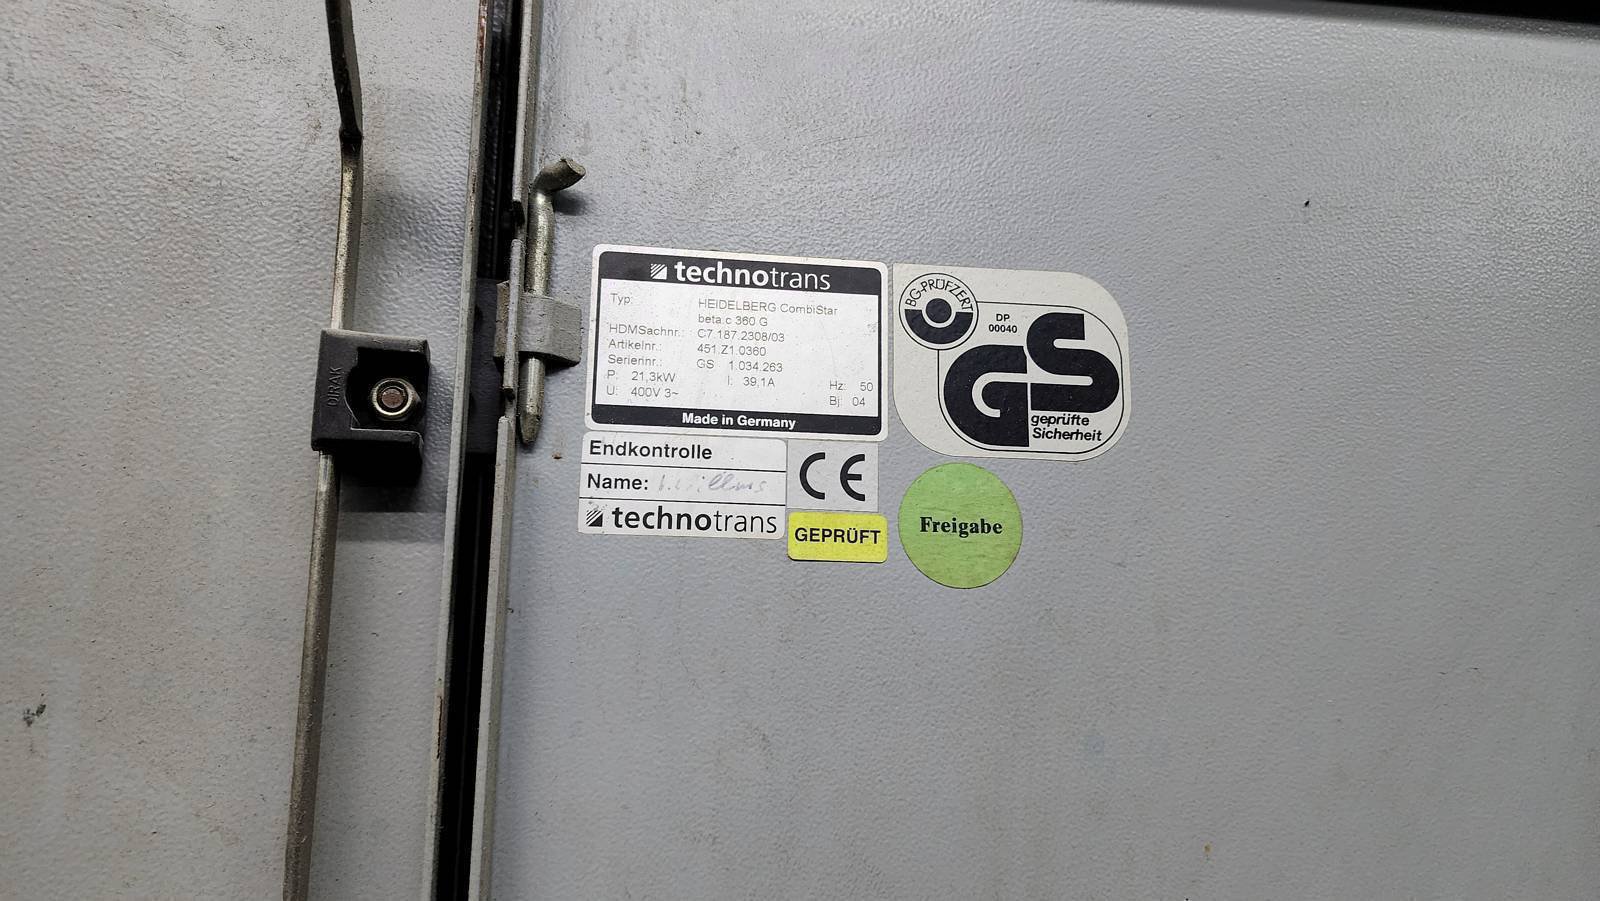 technotrans
Typ: HEIDELBERG CombiStar
beta.c 360 G
HDMSachnr.: C7.187.2308/03
Artikelnr.: 451.Z1.0360
Seriennr.: GS 1.034.263
P: 21,3kW I: 39,1A Hz: 50
U: 400V 3~ Bj: 04
Made in Germany
BG-PRÜFZERT
DP
00040
GS
geprüfte
Sicherheit
Endkontrolle
Name:
technotrans
CE
GEPRÜFT
Freigabe
DIRAK